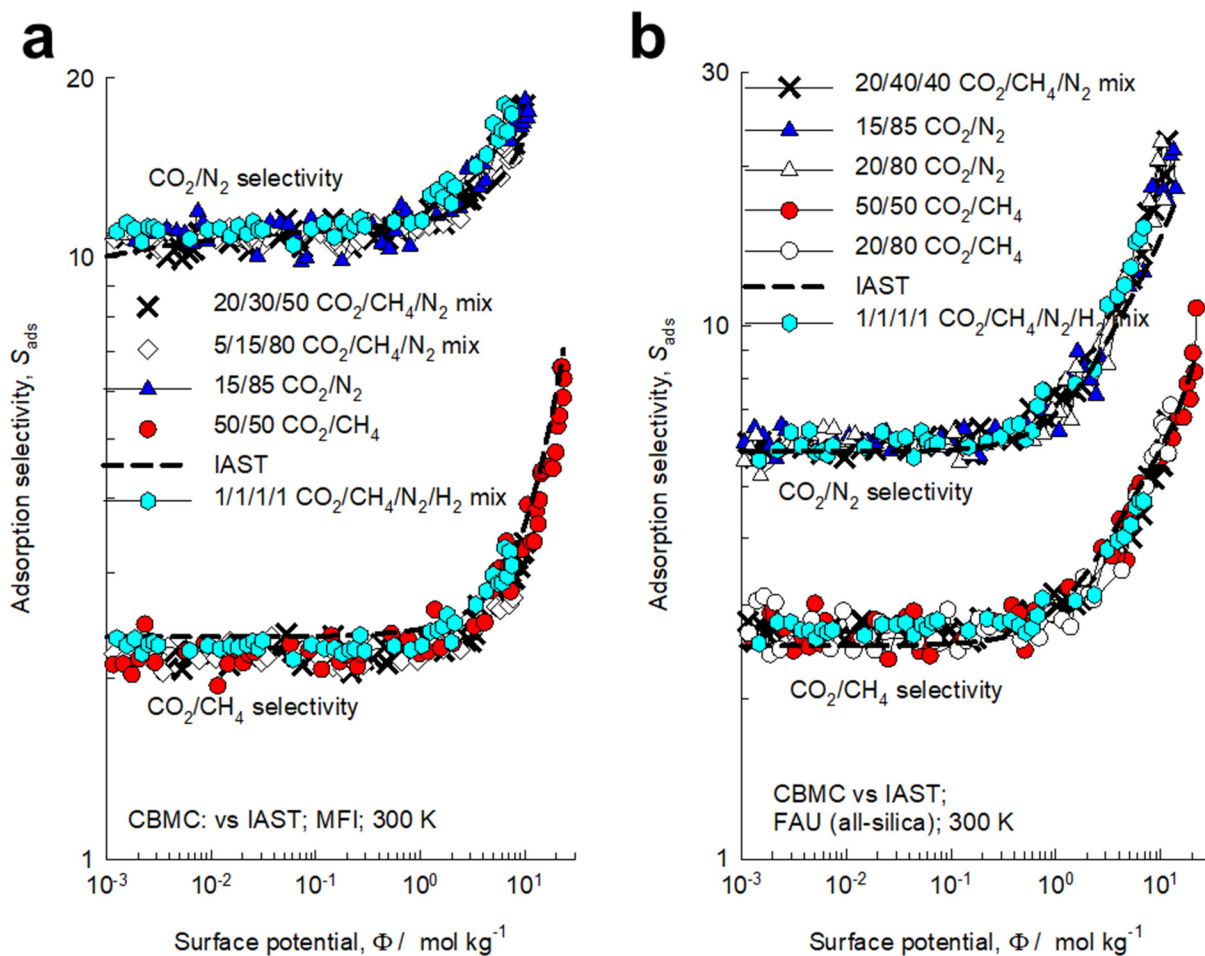 a
20
CO₂/N₂ selectivity
10
20/30/50 CO₂/CH₄/N₂ mix
5/15/80 CO₂/CH₄/N₂ mix
15/85 CO₂/N₂
50/50 CO₂/CH₄
IAST
1/1/1/1 CO₂/CH₄/N₂/H₂ mix
CO₂/CH₄ selectivity
CBMC: vs IAST; MFI; 300 K
1
10⁻³ 10⁻² 10⁻¹ 10⁰ 10¹
Surface potential, Φ / mol kg⁻¹
Adsorption selectivity, S_ads
b
30
20/40/40 CO₂/CH₄/N₂ mix
15/85 CO₂/N₂
20/80 CO₂/N₂
50/50 CO₂/CH₄
20/80 CO₂/CH₄
IAST
1/1/1/1 CO₂/CH₄/N₂/H₂ mix
10
CO₂/N₂ selectivity
CO₂/CH₄ selectivity
CBMC vs IAST;
FAU (all-silica); 300 K
1
10⁻³ 10⁻² 10⁻¹ 10⁰ 10¹
Surface potential, Φ / mol kg⁻¹
Adsorption selectivity, S_ads